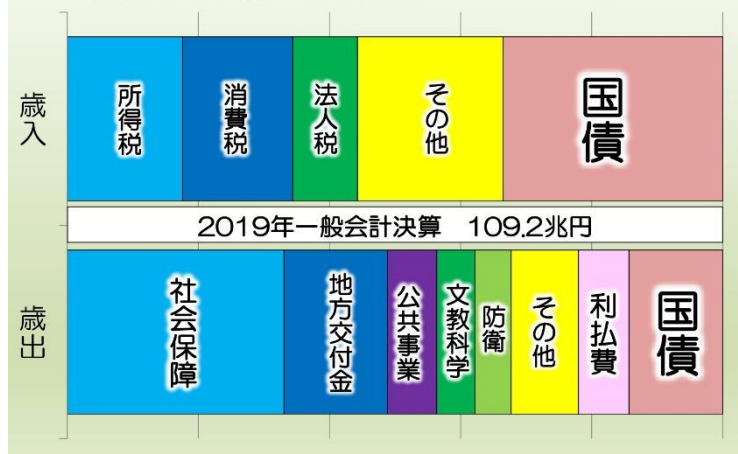 歳入
所得税
消費税
法人税
その他
国債
2019年一般会計決算　109.2兆円
歳出
社会保障
地方交付金
公共事業
文教科学
防衛
その他
利払費
国債